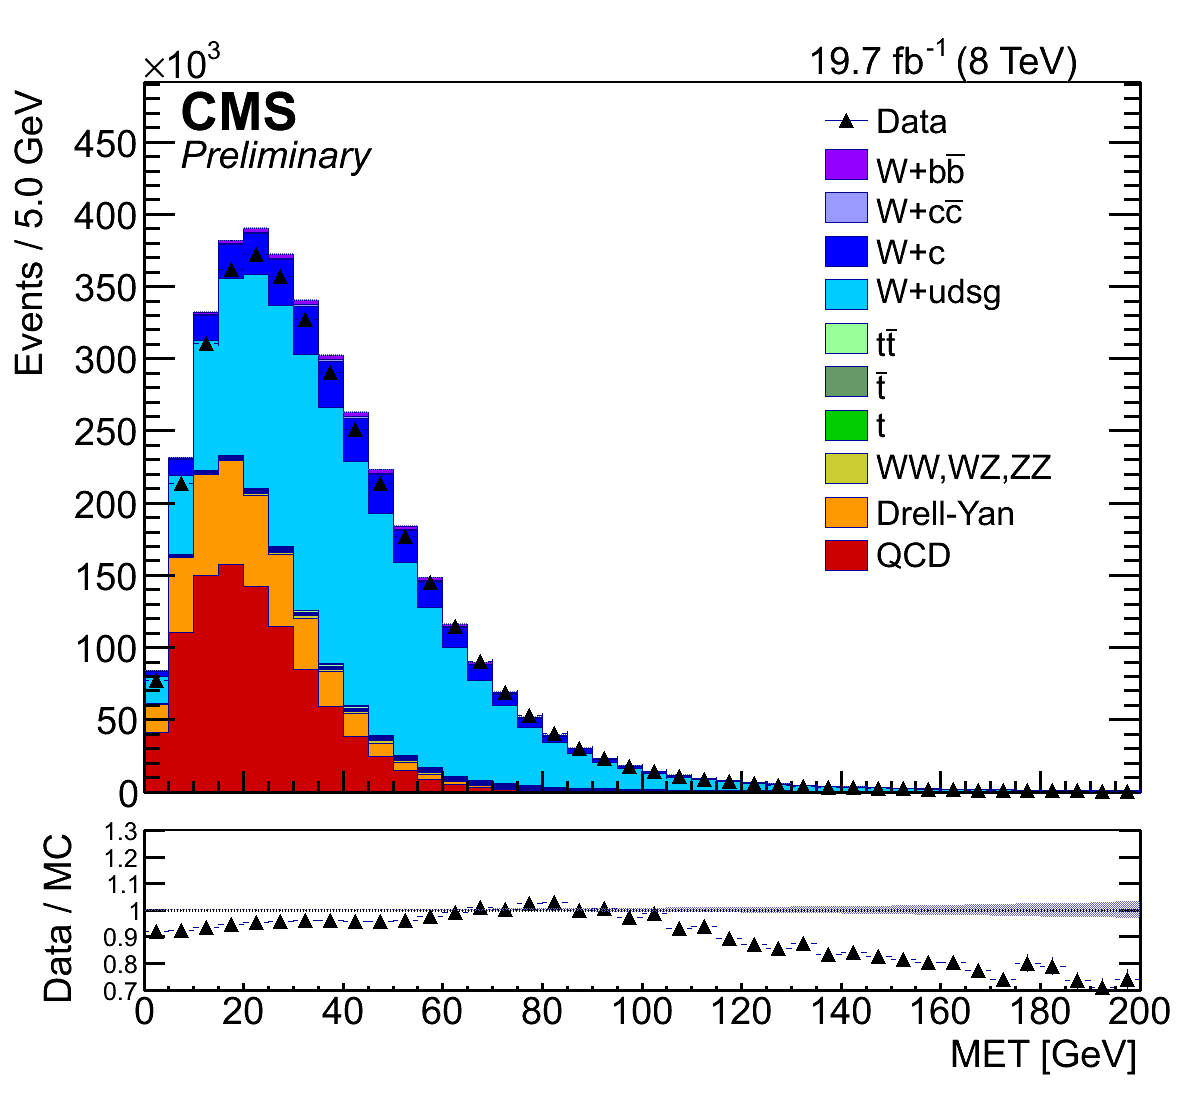 ×10³
19.7 fb⁻¹ (8 TeV)
CMS
Preliminary
Events / 5.0 GeV
450
400
350
300
250
200
150
100
50
0
Data
W+bb̅
W+cc̅
W+c
W+udsg
tt̅
t̅
t
WW,WZ,ZZ
Drell-Yan
QCD
Data / MC
1.3
1.2
1.1
1
0.9
0.8
0.7
0 20 40 60 80 100 120 140 160 180 200
MET [GeV]